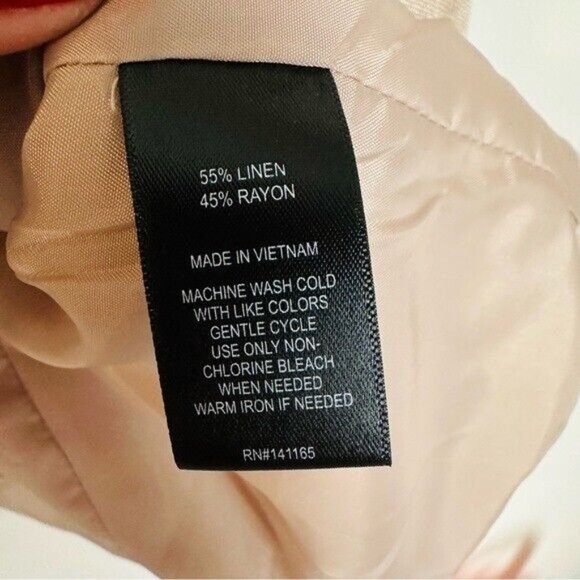 55% LINEN
45% RAYON
MADE IN VIETNAM
MACHINE WASH COLD
WITH LIKE COLORS
GENTLE CYCLE
USE ONLY NON-
CHLORINE BLEACH
WHEN NEEDED
WARM IRON IF NEEDED
RN#141165